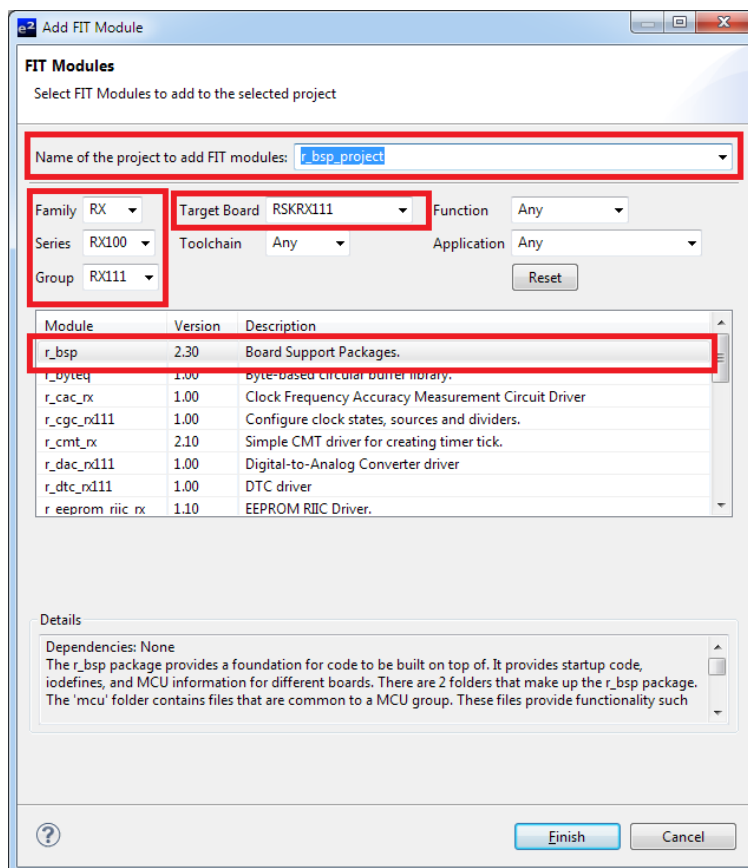 e² Add FIT Module
FIT Modules
Select FIT Modules to add to the selected project
Name of the project to add FIT modules: r_bsp_project
Family RX Target Board RSKRX111 Function Any
Series RX100 Toolchain Any Application Any
Group RX111 Reset
Module Version Description
r_bsp 2.30 Board Support Packages.
r_byteq 1.00 Byte-based circular buffer library.
r_cac_rx 1.00 Clock Frequency Accuracy Measurement Circuit Driver
r_cgc_rx111 1.00 Configure clock states, sources and dividers.
r_cmt_rx 2.10 Simple CMT driver for creating timer tick.
r_dac_rx111 1.00 Digital-to-Analog Converter driver
r_dtc_rx111 1.00 DTC driver
r_eeprom_riic_rx 1.10 EEPROM RIIC Driver.
Details
Dependencies: None
The r_bsp package provides a foundation for code to be built on top of. It provides startup code,
iodefines, and MCU information for different boards. There are 2 folders that make up the r_bsp package.
The 'mcu' folder contains files that are common to a MCU group. These files provide functionality such
? Finish Cancel